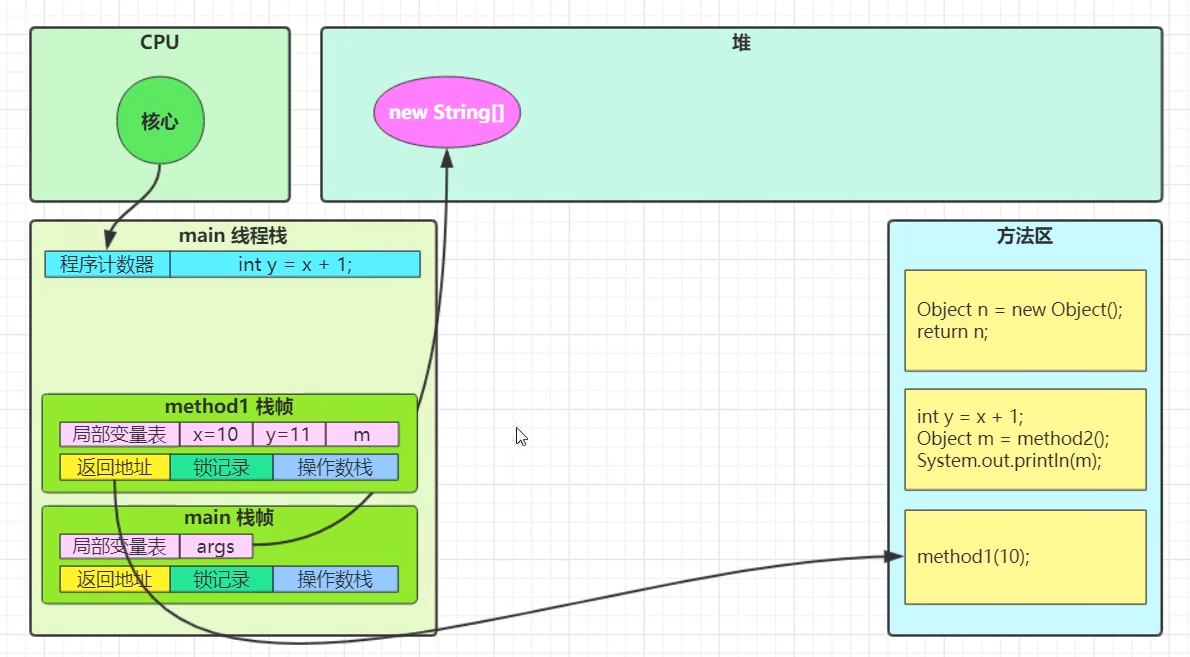 CPU
核心
堆
new String[]
main 线程栈
程序计数器
int y = x + 1;
method1 栈帧
局部变量表
x=10
y=11
m
返回地址
锁记录
操作数栈
main 栈帧
局部变量表
args
返回地址
锁记录
操作数栈
方法区
Object n = new Object();
return n;
int y = x + 1;
Object m = method2();
System.out.println(m);
method1(10);